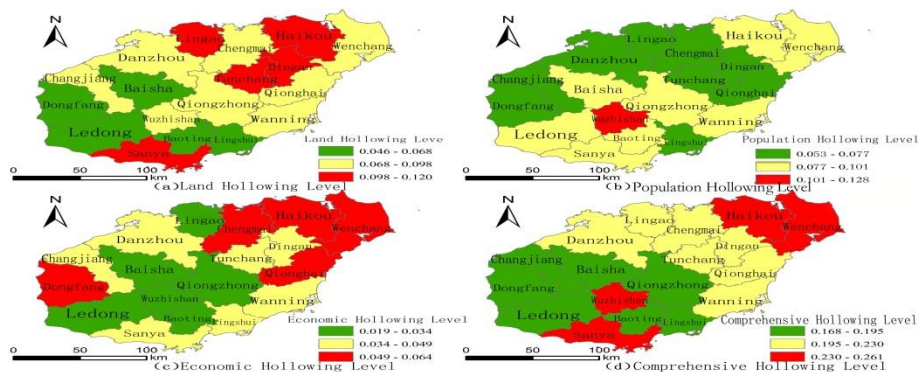 N
Lingao
Haikou
Chengmai
Wenchang
Danzhou
Dingan
Tunchang
Changjiang
Baisha
Qionghai
Dongfang
Qiongzhong
Wuzhishan
Wanning
Ledong
Baoting
Lingshui
Sanya
Land Hollowing Leve
0.046 - 0.068
0.068 - 0.098
0.098 - 0.120
0 50 100
km
(a)Land Hollowing Level
N
Lingao
Haikou
Chengmai
Wenchang
Danzhou
Dingan
Changjiang
Tunchang
Baisha
Qionghai
Dongfang
Qiongzhong
Wuzhishan
Wanning
Ledong
Baoting
Lingshui
Sanya
Population Hollowing Level
0.053 - 0.077
0.077 - 0.101
0.101 - 0.128
0 50 100
km
(b)Population Hollowing Level
N
Lingao
Haikou
Chengmai
Wenchang
Danzhou
Dingan
Changjiang
Tunchang
Baisha
Qionghai
Dongfang
Qiongzhong
Wuzhishan
Wanning
Ledong
Baoting
Lingshui
Sanya
Economic Hollowing Level
0.019 - 0.034
0.034 - 0.049
0.049 - 0.064
0 50 100
km
(c)Economic Hollowing Level
N
Lingao
Haikou
Chengmai
Wenchang
Danzhou
Dingan
Changjiang
Tunchang
Baisha
Qionghai
Dongfang
Qiongzhong
Wuzhishan
Wanning
Ledong
Baoting
Lingshui
Sanya
Comprehensive Hollowing Level
0.168 - 0.195
0.195 - 0.230
0.230 - 0.261
0 50 100
km
(d)Comprehensive Hollowing Level